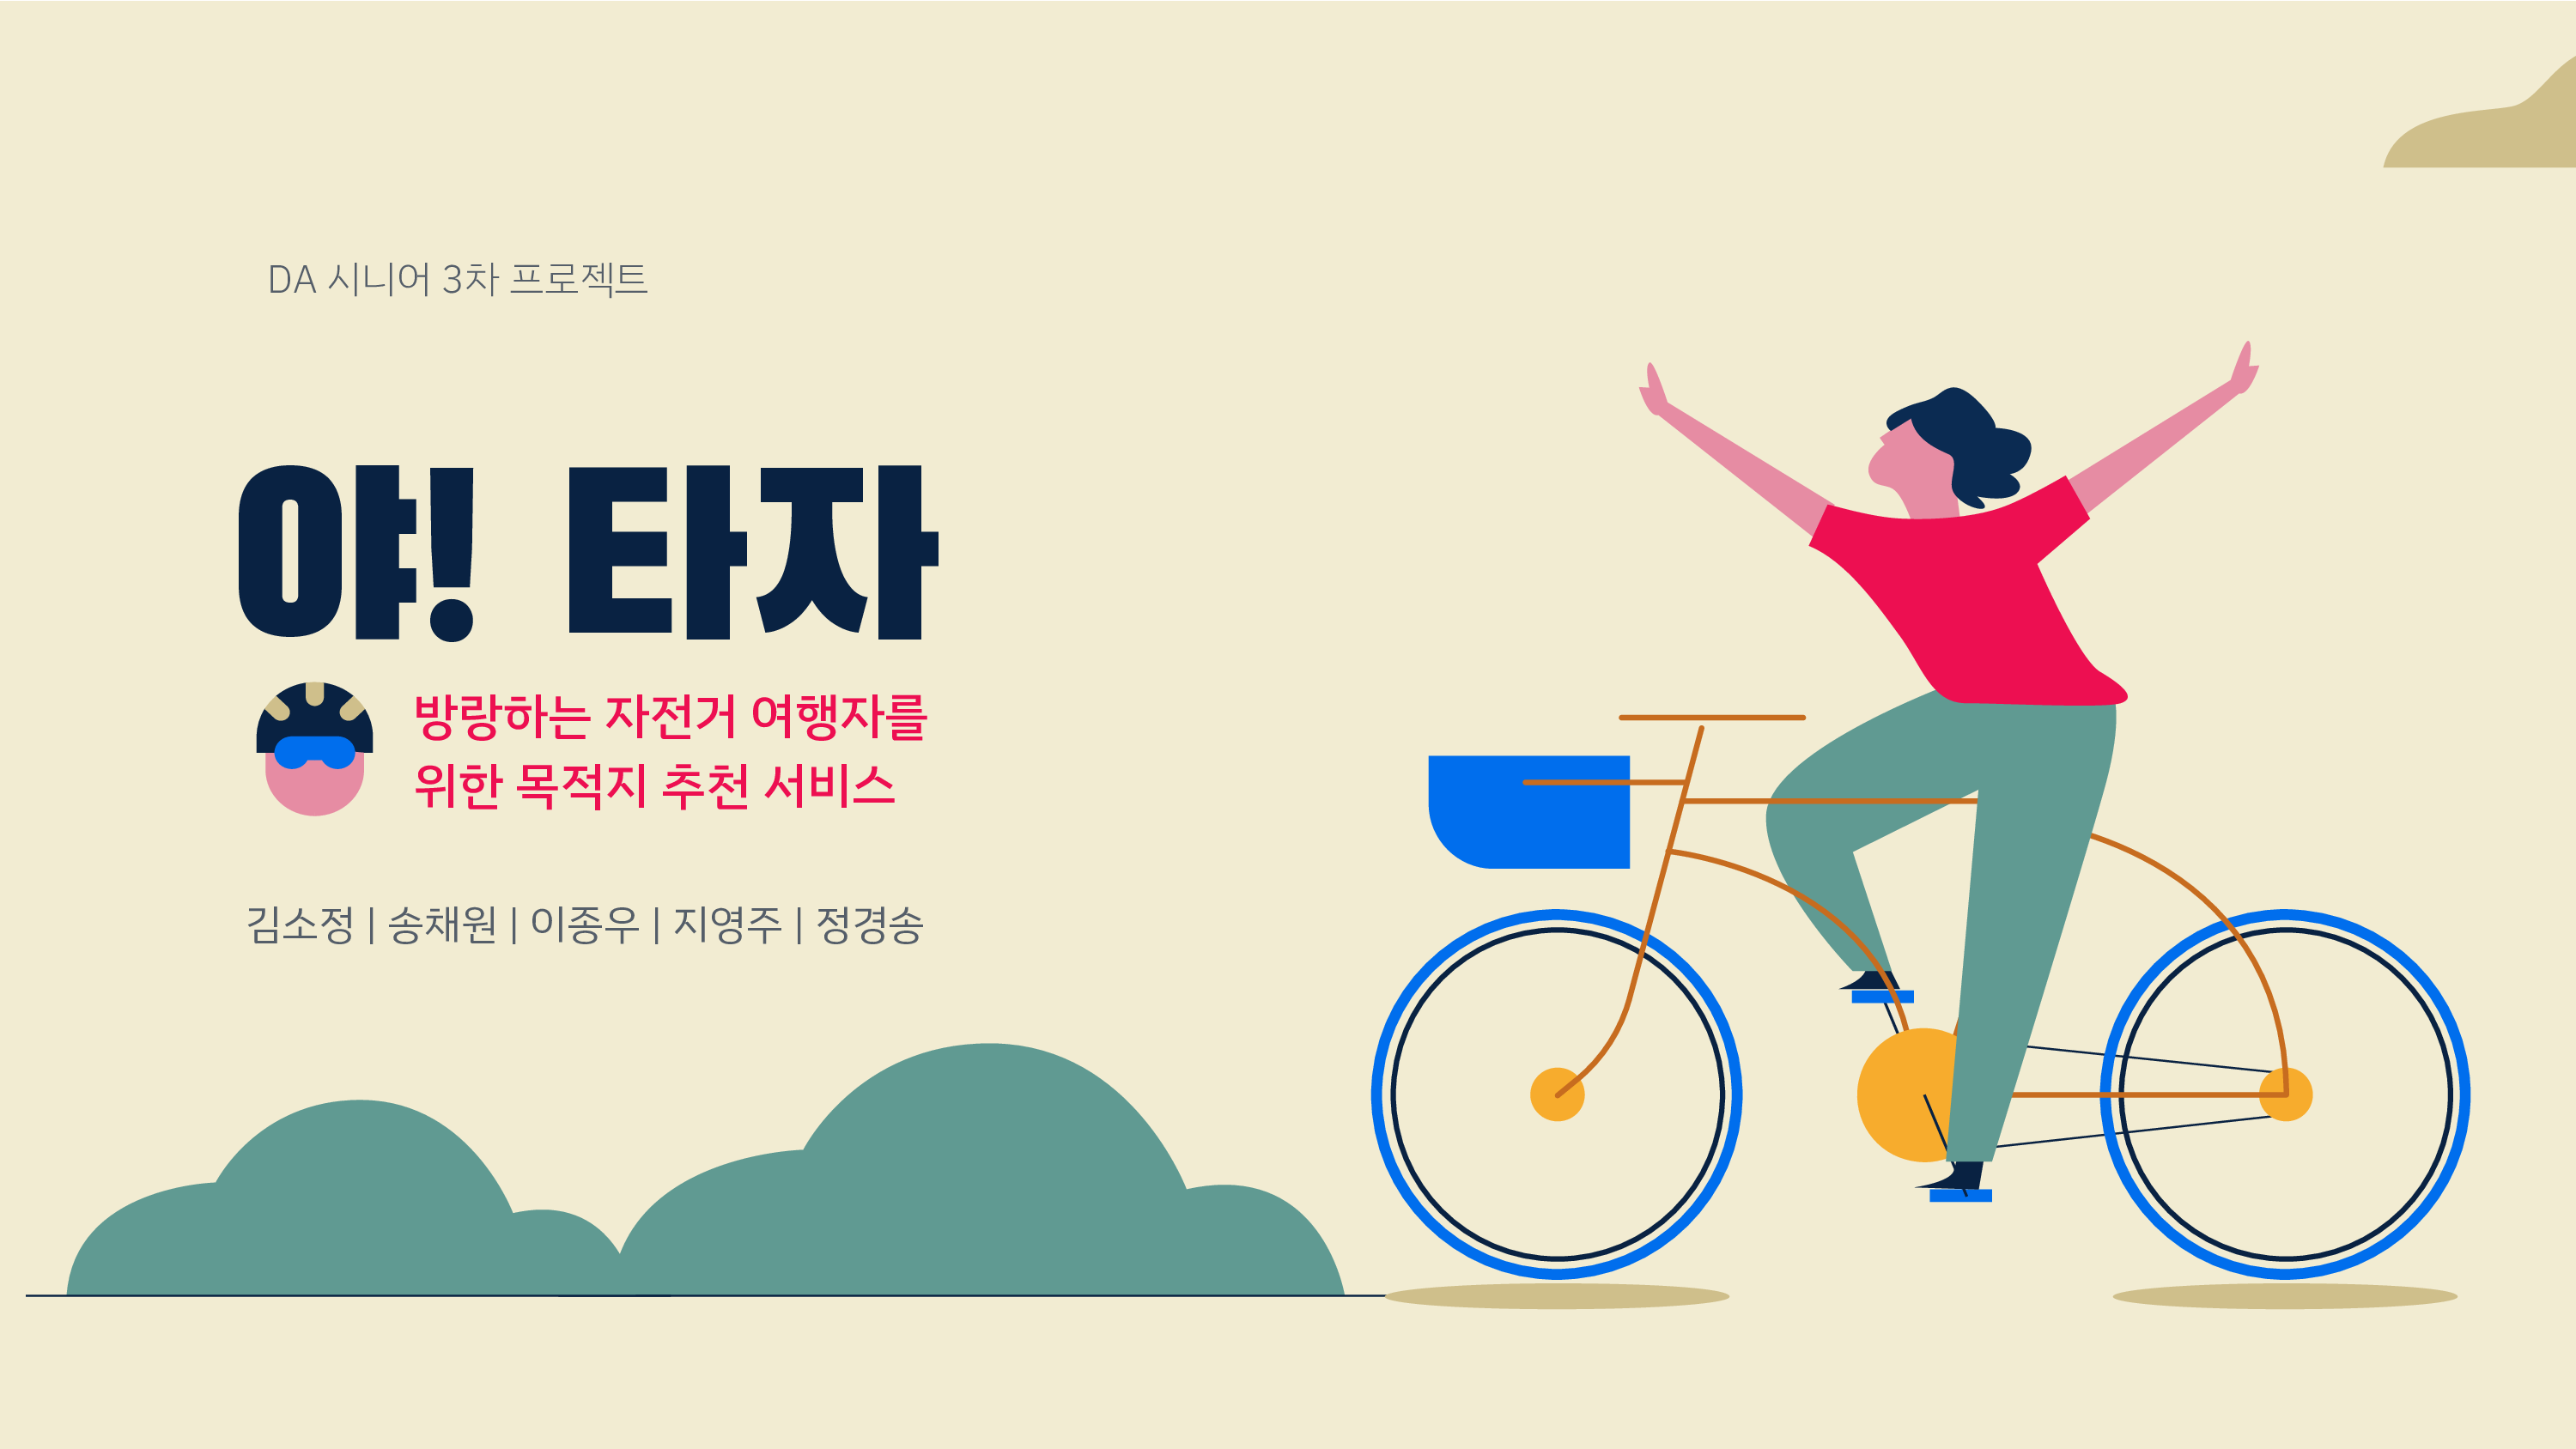 DA 시니어 3차 프로젝트
야! 타자
방랑하는 자전거 여행자를
위한 목적지 추천 서비스
김소정 | 송채원 | 이종우 | 지영주 | 정경송